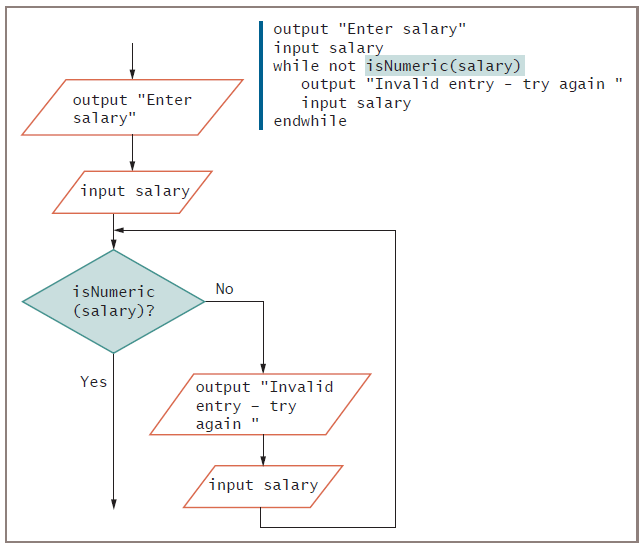 output "Enter salary"
input salary
while not isNumeric(salary)
output "Invalid entry – try again "
input salary
endwhile
output "Enter
salary"
input salary
isNumeric
(salary)?
No
Yes
output "Invalid
entry – try
again "
input salary